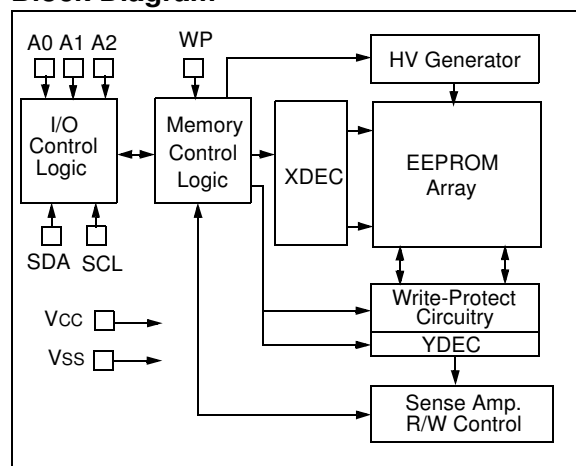 Block Diagram
A0 A1 A2
WP
HV Generator
I/O
Control
Logic
Memory
Control
Logic
XDEC
EEPROM
Array
SDA
SCL
Write-Protect
Circuitry
YDEC
VCC
VSS
Sense Amp.
R/W Control